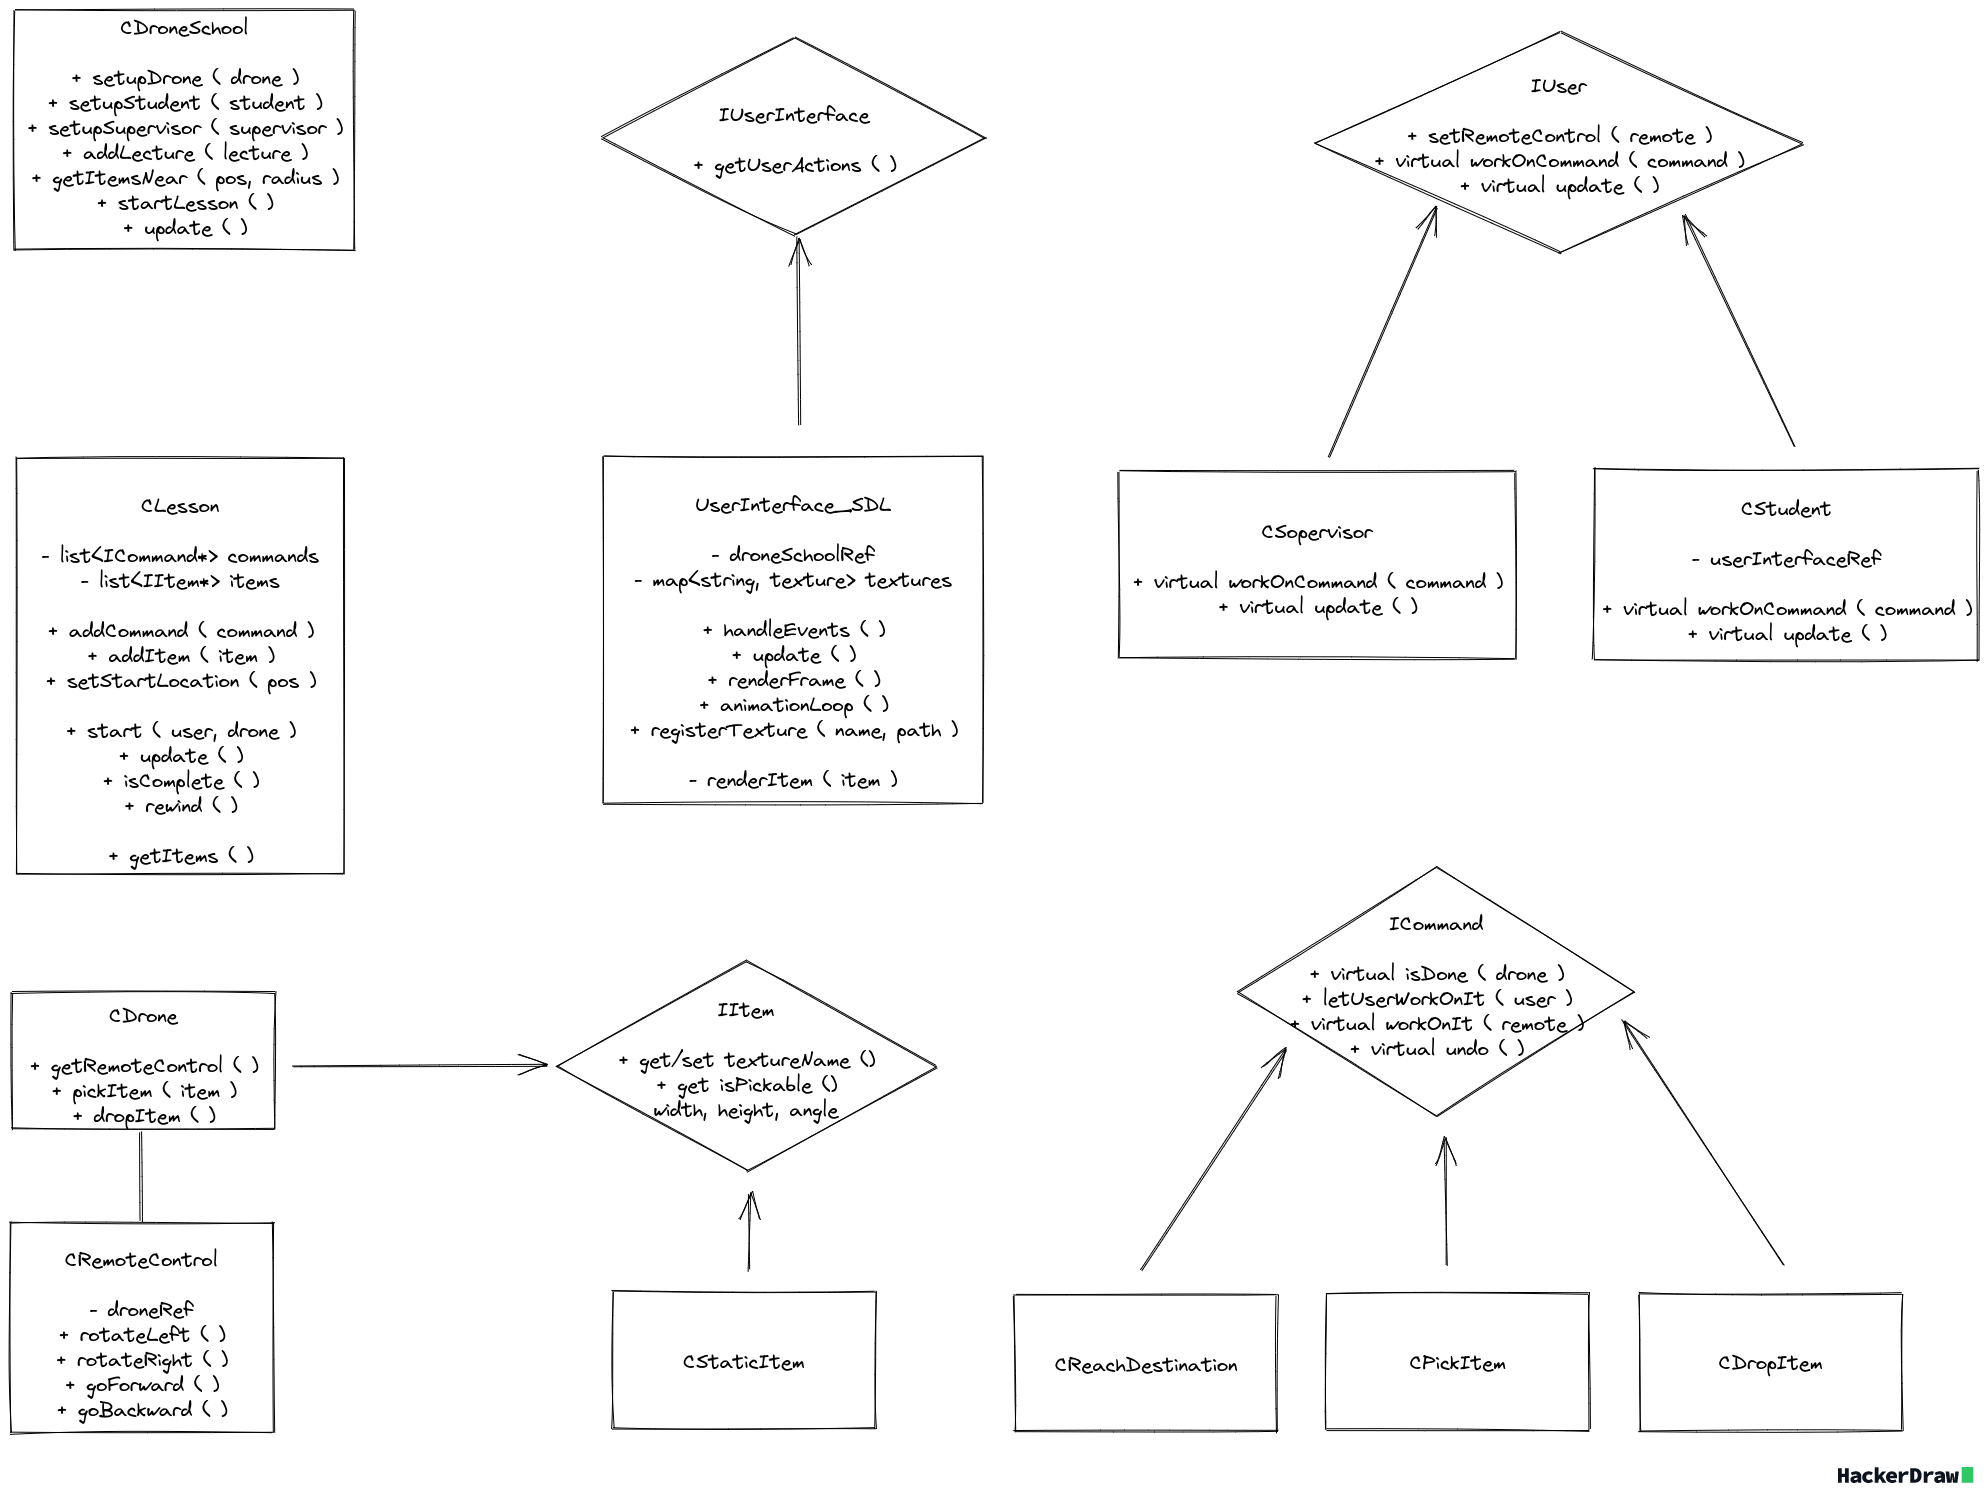 CDroneSchool
+ setupDrone ( drone )
+ setupStudent ( student )
+ setupSupervisor ( supervisor )
+ addLecture ( lecture )
+ getItemsNear ( pos, radius )
+ startLesson ( )
+ update ( )
IUserInterface
+ getUserActions ( )
IUser
+ setRemoteControl ( remote )
+ virtual workOnCommand ( command )
+ virtual update ( )
CLesson
- list<ICommand*> commands
- list<IItem*> items
+ addCommand ( command )
+ addItem ( item )
+ setStartLocation ( pos )
+ start ( user, drone )
+ update ( )
+ isComplete ( )
+ rewind ( )
+ getItems ( )
UserInterface_SDL
- droneSchoolRef
- map<string, texture> textures
+ handleEvents ( )
+ update ( )
+ renderFrame ( )
+ animationLoop ( )
+ registerTexture ( name, path )
- renderItem ( item )
CSopervisor
+ virtual workOnCommand ( command )
+ virtual update ( )
CStudent
- userInterfaceRef
+ virtual workOnCommand ( command )
+ virtual update ( )
CDrone
+ getRemoteControl ( )
+ pickItem ( item )
+ dropItem ( )
IItem
+ get/set textureName ()
+ get isPickable ()
width, height, angle
ICommand
+ virtual isDone ( drone )
+ letUserWorkOnIt ( user )
+ virtual workOnIt ( remote )
+ virtual undo ( )
CRemoteControl
- droneRef
+ rotateLeft ( )
+ rotateRight ( )
+ goForward ( )
+ goBackward ( )
CStaticItem
CReachDestination
CPickItem
CDropItem
HackerDraw